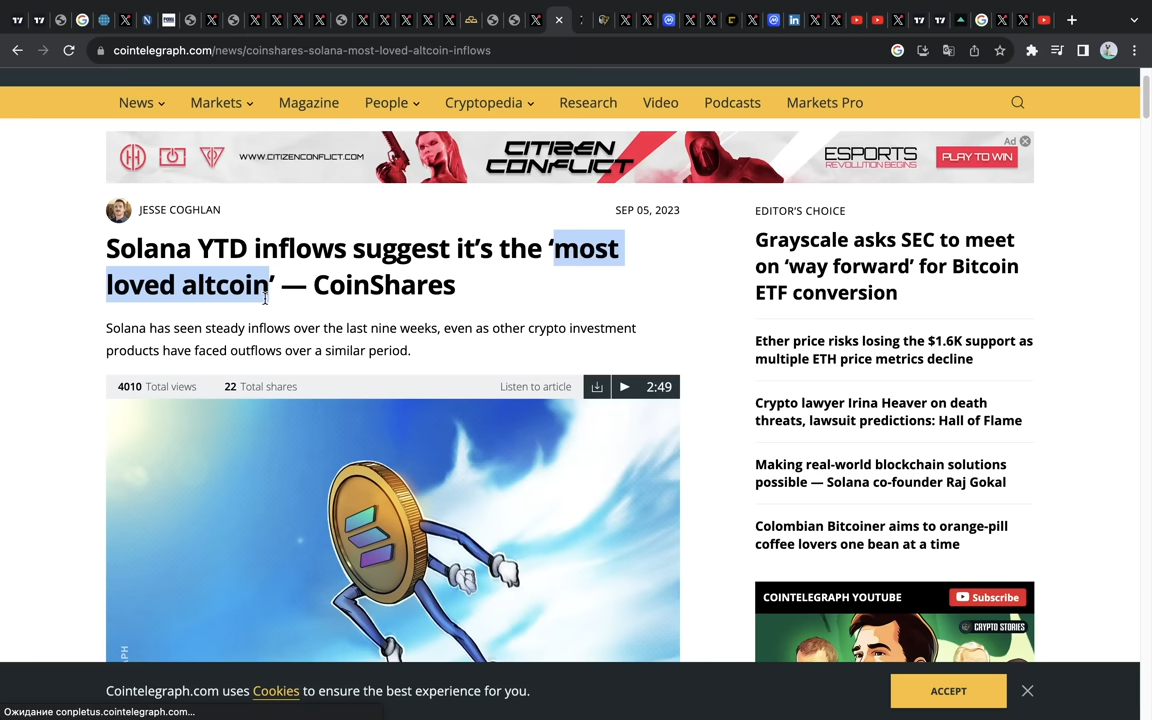 cointelegraph.com/news/coinshares-solana-most-loved-altcoin-inflows
News Markets Magazine People Cryptopedia Research Video Podcasts Markets Pro
WWW.CITIZENCONFLICT.COM
CITIZEN
CONFLICT
ESPORTS
REVOLUTION BEGINS
PLAY TO WIN
Ad
JESSE COGHLAN
SEP 05, 2023
Solana YTD inflows suggest it’s the ‘most
loved altcoin’ — CoinShares
Solana has seen steady inflows over the last nine weeks, even as other crypto investment
products have faced outflows over a similar period.
4010 Total views 22 Total shares Listen to article 2:49
EDITOR’S CHOICE
Grayscale asks SEC to meet
on ‘way forward’ for Bitcoin
ETF conversion
Ether price risks losing the $1.6K support as
multiple ETH price metrics decline
Crypto lawyer Irina Heaver on death
threats, lawsuit predictions: Hall of Flame
Making real-world blockchain solutions
possible — Solana co-founder Raj Gokal
Colombian Bitcoiner aims to orange-pill
coffee lovers one bean at a time
COINTELEGRAPH YOUTUBE
Subscribe
CRYPTO STORIES
Cointelegraph.com uses Cookies to ensure the best experience for you.
ACCEPT
Ожидание conpletus.cointelegraph.com...